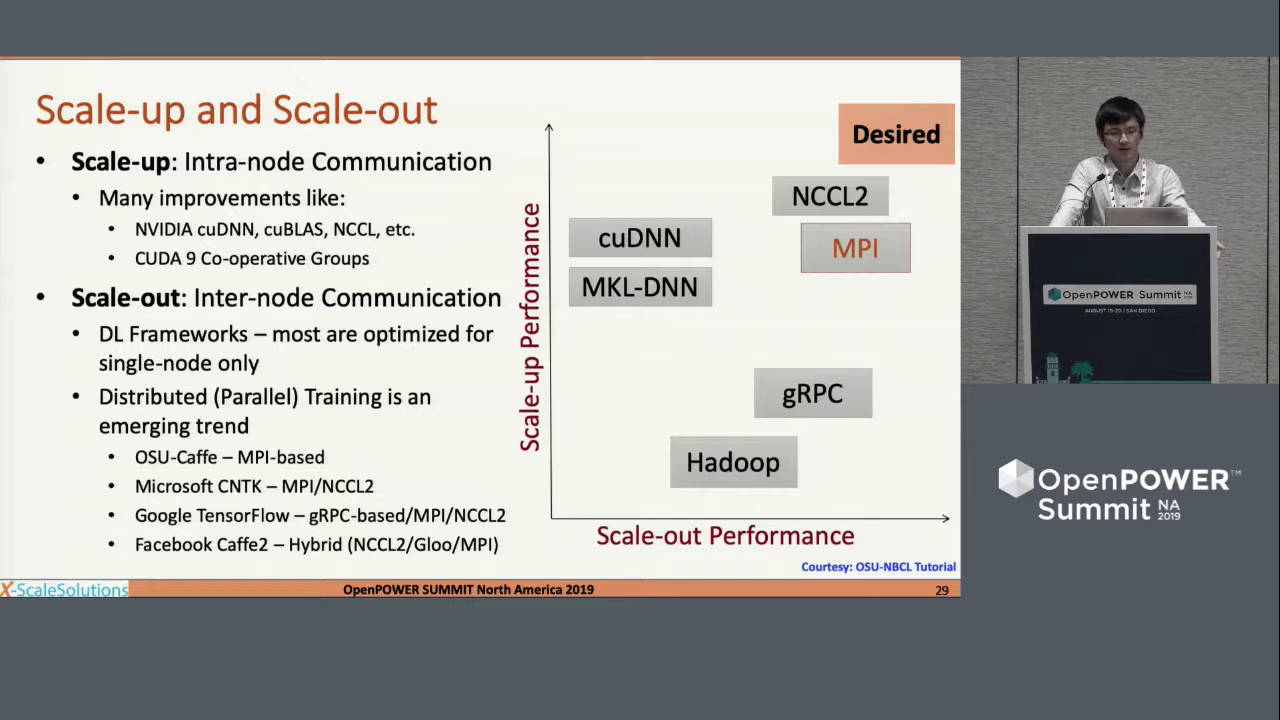 Scale-up and Scale-out
• Scale-up: Intra-node Communication
• Many improvements like:
• NVIDIA cuDNN, cuBLAS, NCCL, etc.
• CUDA 9 Co-operative Groups
• Scale-out: Inter-node Communication
• DL Frameworks – most are optimized for
single-node only
• Distributed (Parallel) Training is an
emerging trend
• OSU-Caffe – MPI-based
• Microsoft CNTK – MPI/NCCL2
• Google TensorFlow – gRPC-based/MPI/NCCL2
• Facebook Caffe2 – Hybrid (NCCL2/Gloo/MPI)
Scale-up Performance
Desired
NCCL2
cuDNN
MPI
MKL-DNN
gRPC
Hadoop
Scale-out Performance
Courtesy: OSU-NBCL Tutorial
X-ScaleSolutions
OpenPOWER SUMMIT North America 2019
29
OpenPOWER Summit NA 2019
AUGUST 19-20 | SAN DIEGO
OpenPOWER™
Summit NA 2019